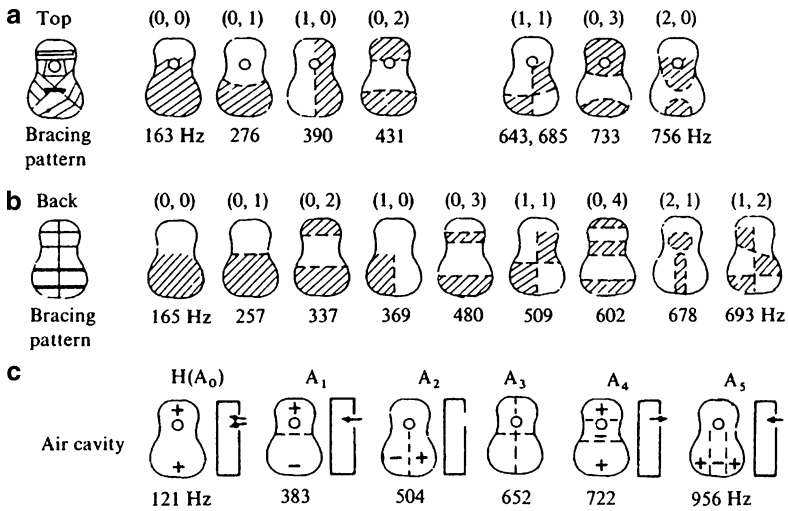 a Top (0, 0) (0, 1) (1, 0) (0, 2) (1, 1) (0, 3) (2, 0)
Bracing pattern 163 Hz 276 390 431 643, 685 733 756 Hz
b Back (0, 0) (0, 1) (0, 2) (1, 0) (0, 3) (1, 1) (0, 4) (2, 1) (1, 2)
Bracing pattern 165 Hz 257 337 369 480 509 602 678 693 Hz
c H(A₀) A₁ A₂ A₃ A₄ A₅
+ + + -
Air cavity
+ - - + + + - +
121 Hz 383 504 652 722 956 Hz